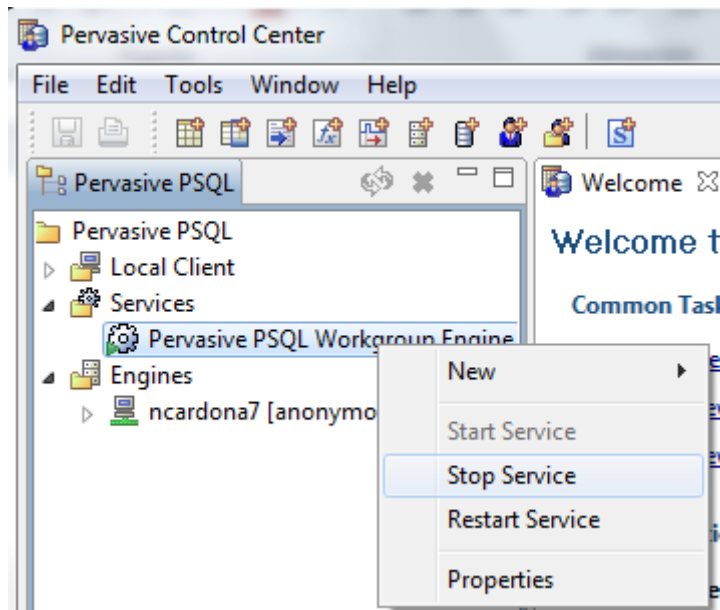 Pervasive Control Center
File Edit Tools Window Help
Pervasive PSQL
Welcome
Pervasive PSQL
Local Client
Services
Pervasive PSQL Workgroup Engine
Engines
ncardona7 [anonymo
Welcome t
Common Task
New
Start Service
Stop Service
Restart Service
Properties